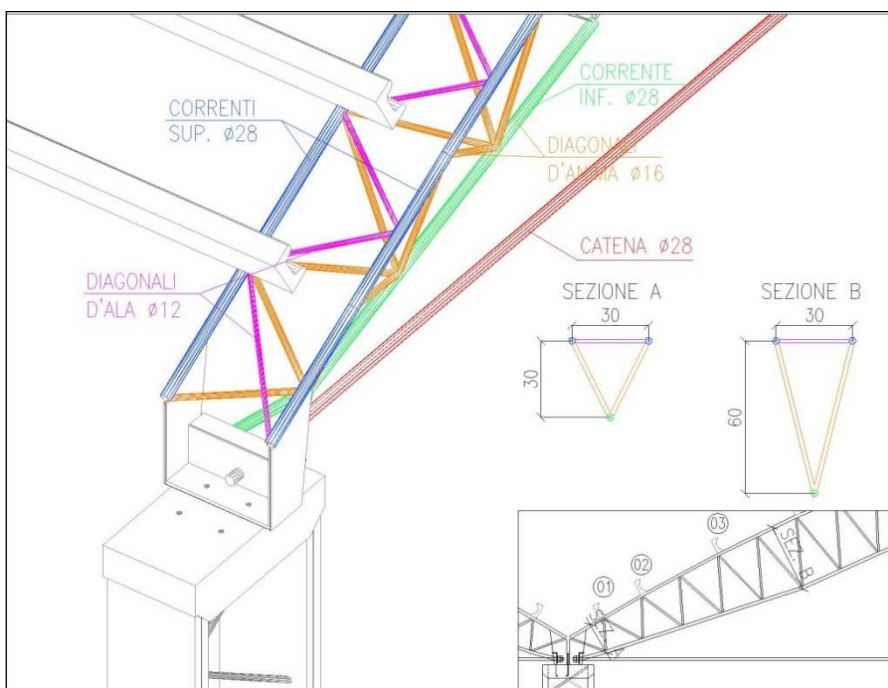 CORRENTI
SUP. ø28
CORRENTE
INF. ø28
DIAGONALI
D'ANIMA ø16
CATENA ø28
DIAGONALI
D'ALA ø12
SEZIONE A
30
30
SEZIONE B
30
60
01
02
03
SEZ. A
SEZ. B